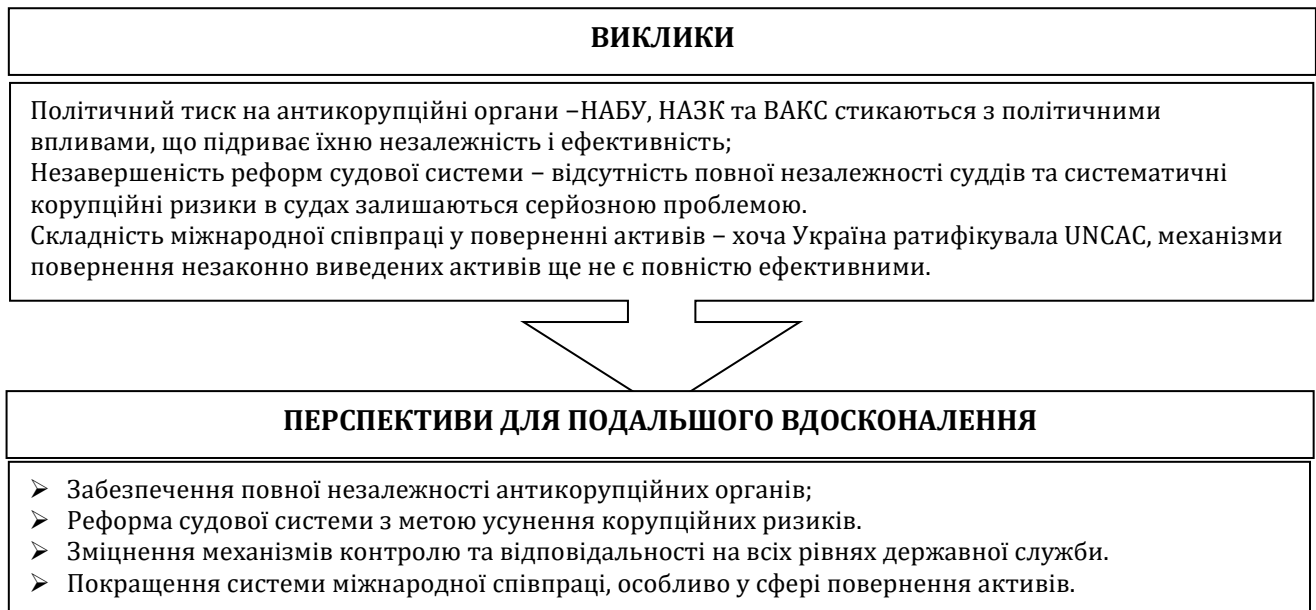 ВИКЛИКИ
Політичний тиск на антикорупційні органи –НАБУ, НАЗК та ВАКС стикаються з політичними
впливами, що підриває їхню незалежність і ефективність;
Незавершеність реформ судової системи – відсутність повної незалежності суддів та систематичні
корупційні ризики в судах залишаються серйозною проблемою.
Складність міжнародної співпраці у поверненні активів – хоча Україна ратифікувала UNCAC, механізми
повернення незаконно виведених активів ще не є повністю ефективними.
ПЕРСПЕКТИВИ ДЛЯ ПОДАЛЬШОГО ВДОСКОНАЛЕННЯ
➢ Забезпечення повної незалежності антикорупційних органів;
➢ Реформа судової системи з метою усунення корупційних ризиків.
➢ Зміцнення механізмів контролю та відповідальності на всіх рівнях державної служби.
➢ Покращення системи міжнародної співпраці, особливо у сфері повернення активів.